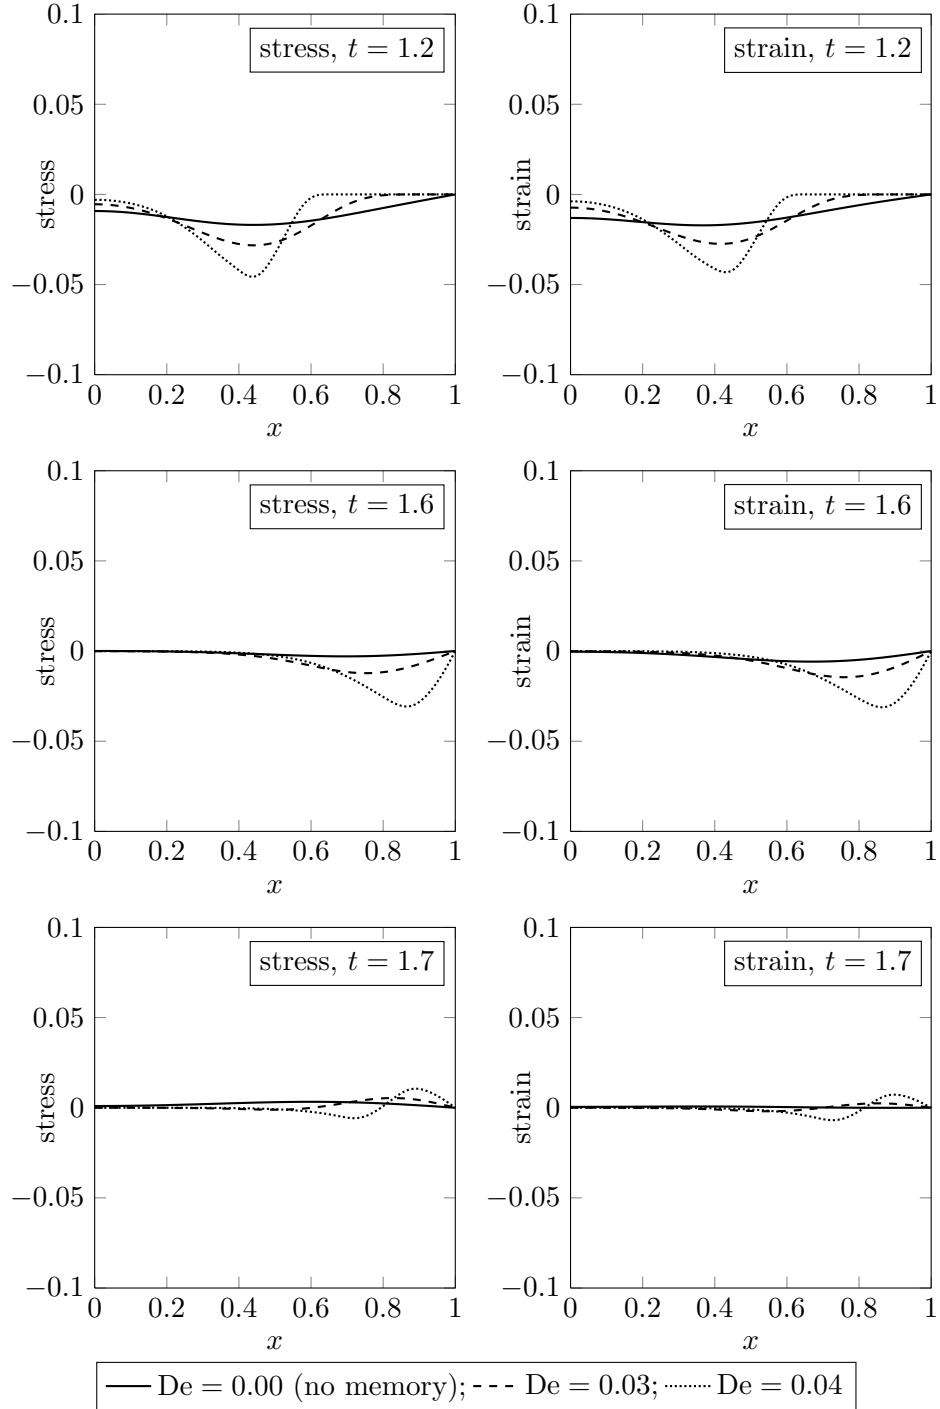 0.1
0.05
0
−0.05
−0.1
stress
stress, t = 1.2
0 0.2 0.4 0.6 0.8 1
x
0.1
0.05
0
−0.05
−0.1
strain
strain, t = 1.2
0 0.2 0.4 0.6 0.8 1
x
0.1
0.05
0
−0.05
−0.1
stress
stress, t = 1.6
0 0.2 0.4 0.6 0.8 1
x
0.1
0.05
0
−0.05
−0.1
strain
strain, t = 1.6
0 0.2 0.4 0.6 0.8 1
x
0.1
0.05
0
−0.05
−0.1
stress
stress, t = 1.7
0 0.2 0.4 0.6 0.8 1
x
0.1
0.05
0
−0.05
−0.1
strain
strain, t = 1.7
0 0.2 0.4 0.6 0.8 1
x
De = 0.00 (no memory); De = 0.03; De = 0.04